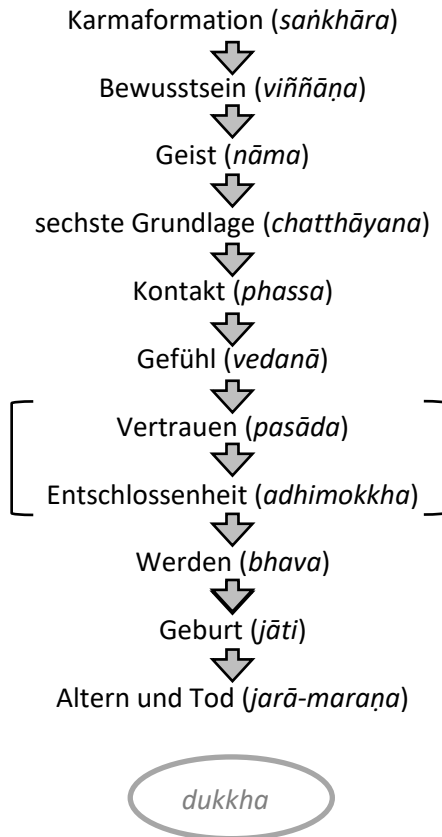 Karmaformation (saṅkhāra)
Bewusstsein (viññāṇa)
Geist (nāma)
sechste Grundlage (chatthāyana)
Kontakt (phassa)
Gefühl (vedanā)
Vertrauen (pasāda)
Entschlossenheit (adhimokkha)
Werden (bhava)
Geburt (jāti)
Altern und Tod (jarā-maraṇa)
dukkha